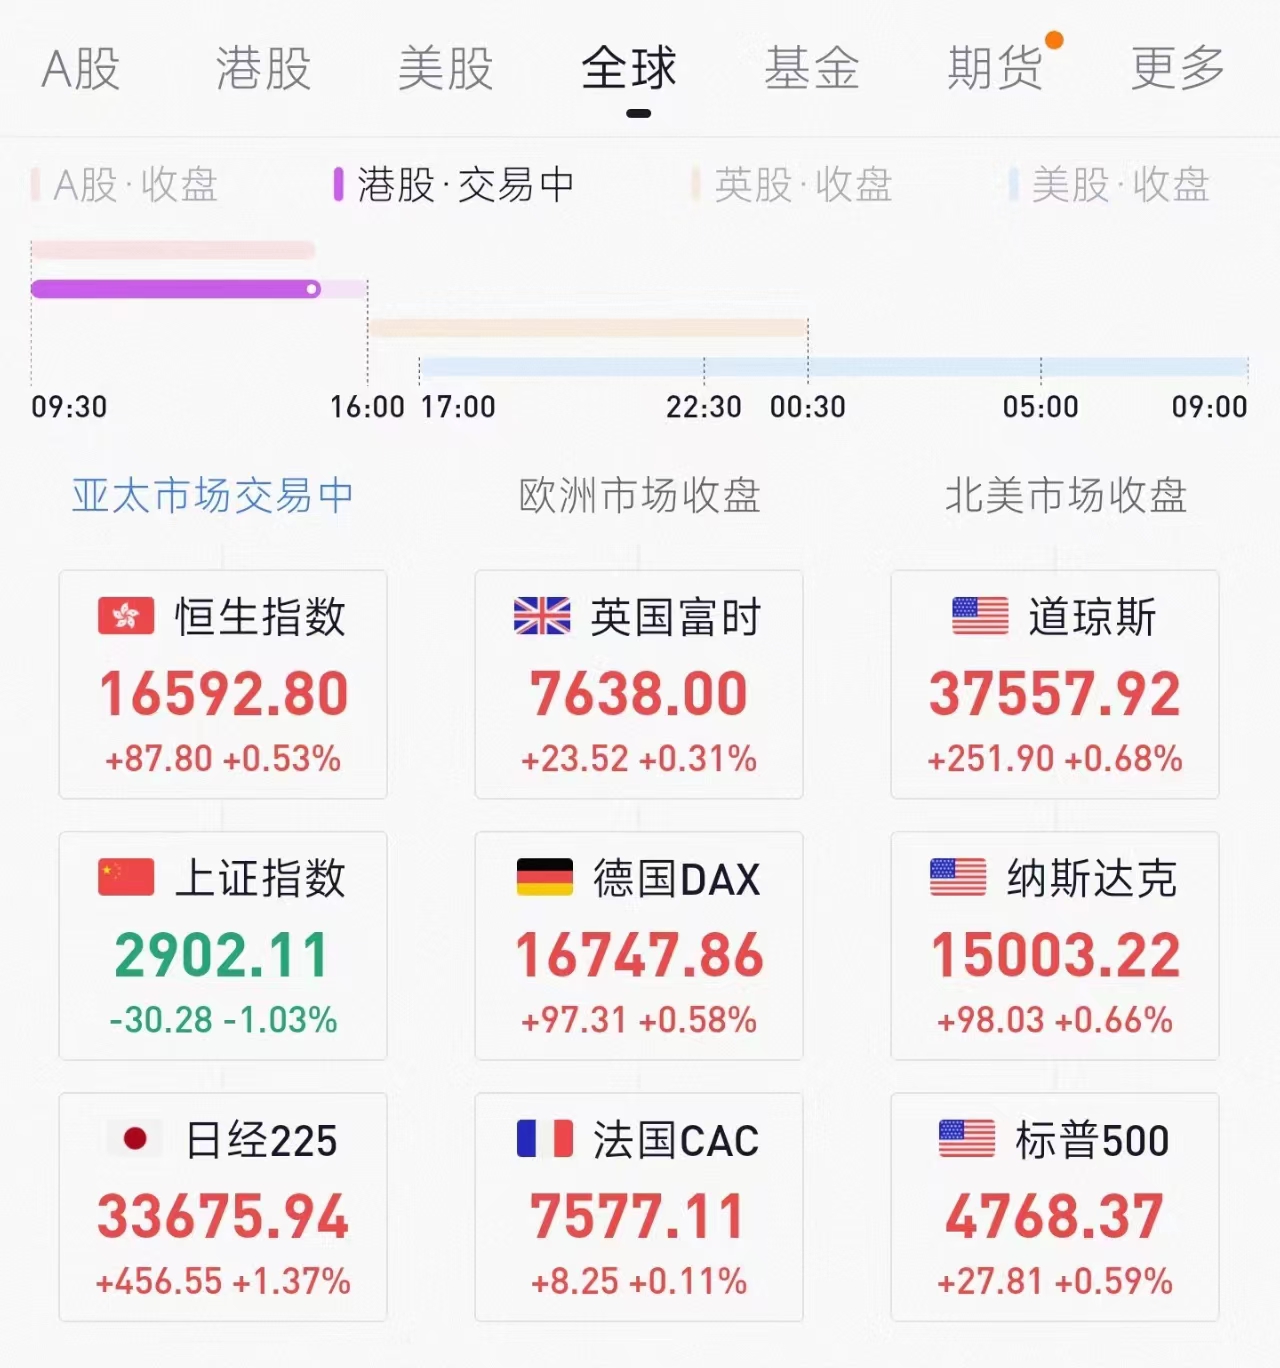 A股 港股 美股 全球 基金 期货 更多
A股·收盘 港股·交易中 英股·收盘 美股·收盘
09:30 16:00 17:00 22:30 00:30 05:00 09:00
亚太市场交易中 欧洲市场收盘 北美市场收盘
恒生指数 英国富时 道琼斯
16592.80 7638.00 37557.92
+87.80 +0.53% +23.52 +0.31% +251.90 +0.68%
上证指数 德国DAX 纳斯达克
2902.11 16747.86 15003.22
-30.28 -1.03% +97.31 +0.58% +98.03 +0.66%
日经225 法国CAC 标普500
33675.94 7577.11 4768.37
+456.55 +1.37% +8.25 +0.11% +27.81 +0.59%